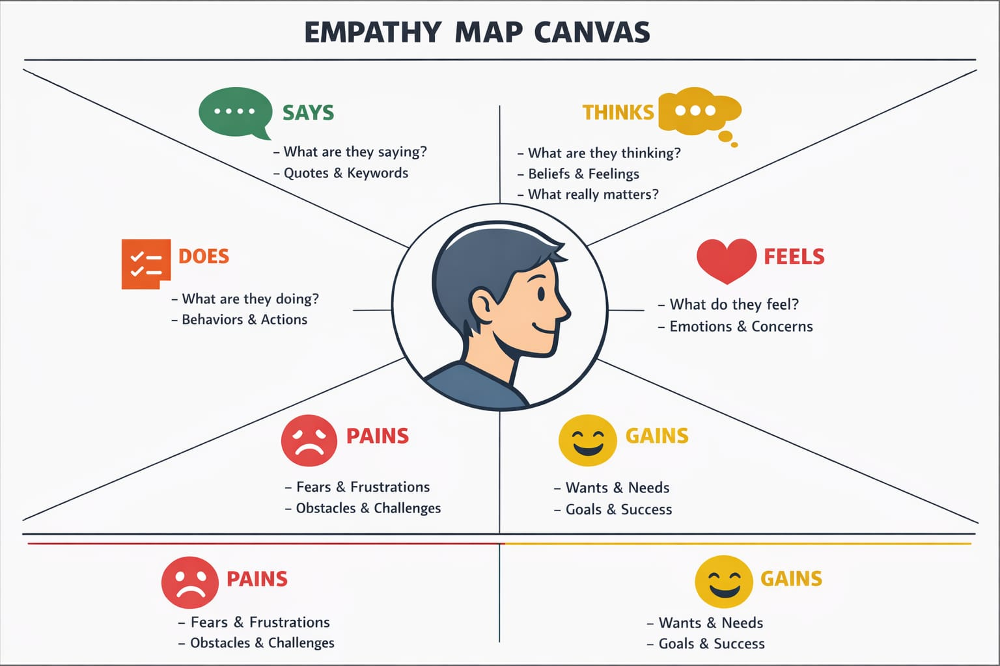 EMPATHY MAP CANVAS
SAYS
– What are they saying?
– Quotes & Keywords
THINKS
– What are they thinking?
– Beliefs & Feelings
– What really matters?
DOES
– What are they doing?
– Behaviors & Actions
FEELS
– What do they feel?
– Emotions & Concerns
PAINS
– Fears & Frustrations
– Obstacles & Challenges
GAINS
– Wants & Needs
– Goals & Success
PAINS
– Fears & Frustrations
– Obstacles & Challenges
GAINS
– Wants & Needs
– Goals & Success